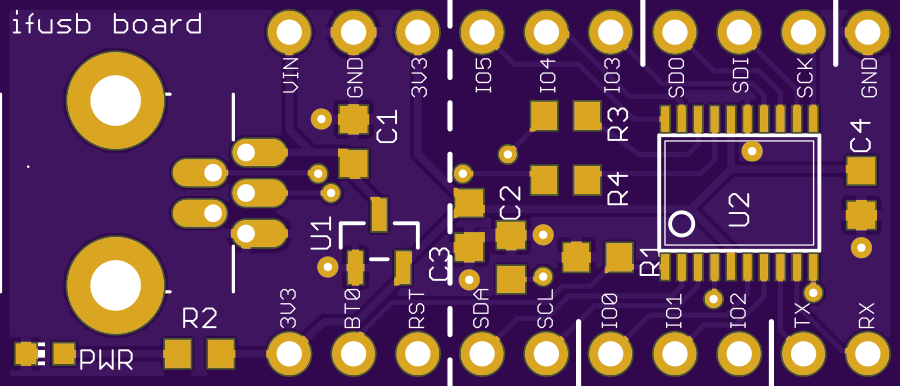 ifusb board
VIN
GND
3V3
IO5
IO4
IO3
SDO
SDI
SCK
GND
C1
R3
C4
R4
C2
U2
U1
C3
R1
R2
3V3
BT0
RST
SDA
SCL
IO0
IO1
IO2
TX
RX
PWR